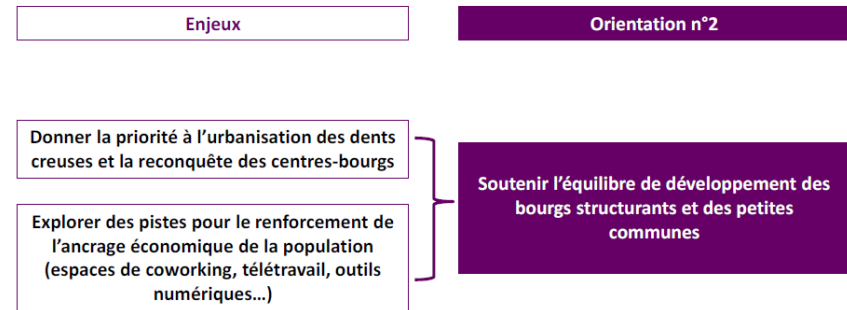 Enjeux
Orientation n°2
Donner la priorité à l’urbanisation des dents
creuses et la reconquête des centres-bourgs
Explorer des pistes pour le renforcement de
l’ancrage économique de la population
(espaces de coworking, télétravail, outils
numériques…)
Soutenir l’équilibre de développement des
bourgs structurants et des petites
communes